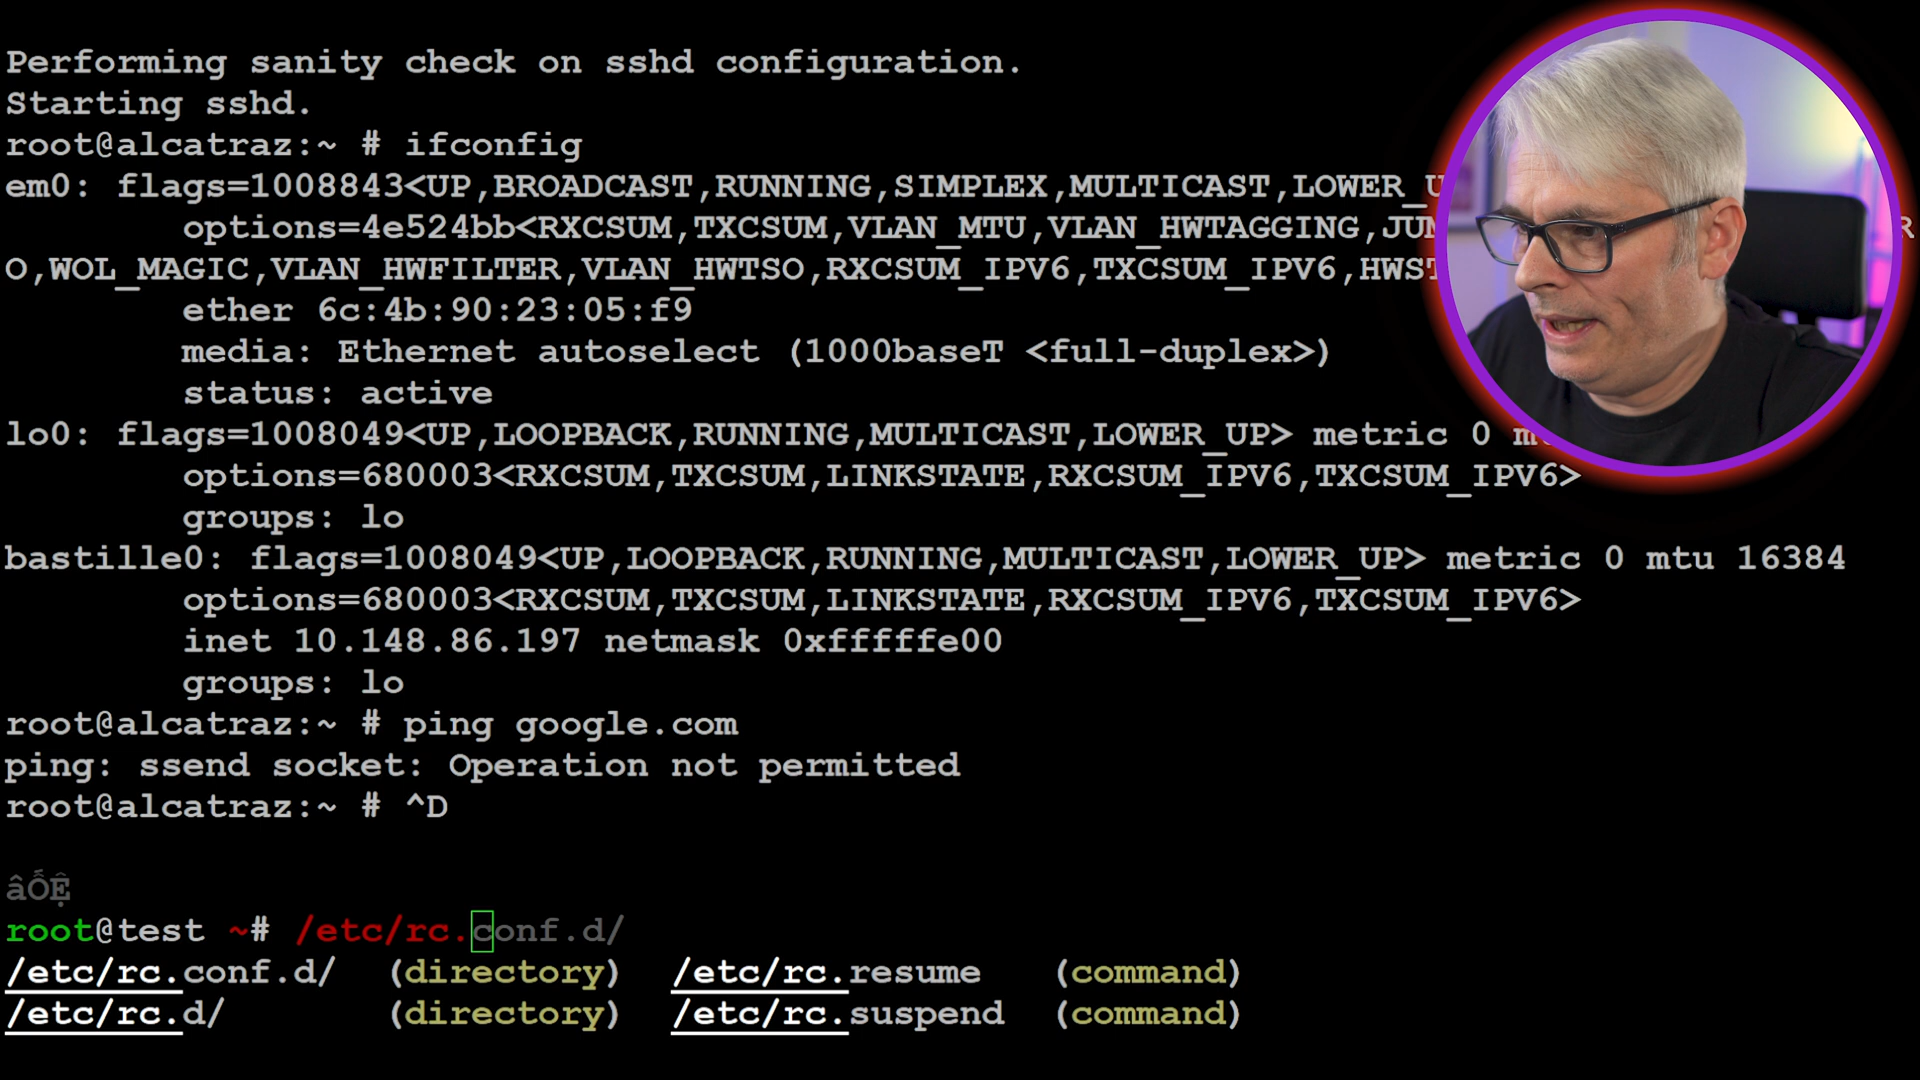 Performing sanity check on sshd configuration.
Starting sshd.
root@alcatraz:~ # ifconfig
em0: flags=1008843<UP,BROADCAST,RUNNING,SIMPLEX,MULTICAST,LOWER_U
options=4e524bb<RXCSUM,TXCSUM,VLAN_MTU,VLAN_HWTAGGING,JUM R
O,WOL_MAGIC,VLAN_HWFILTER,VLAN_HWTSO,RXCSUM_IPV6,TXCSUM_IPV6,HWST
ether 6c:4b:90:23:05:f9
media: Ethernet autoselect (1000baseT <full-duplex>)
status: active
lo0: flags=1008049<UP,LOOPBACK,RUNNING,MULTICAST,LOWER_UP> metric 0 m
options=680003<RXCSUM,TXCSUM,LINKSTATE,RXCSUM_IPV6,TXCSUM_IPV6>
groups: lo
bastille0: flags=1008049<UP,LOOPBACK,RUNNING,MULTICAST,LOWER_UP> metric 0 mtu 16384
options=680003<RXCSUM,TXCSUM,LINKSTATE,RXCSUM_IPV6,TXCSUM_IPV6>
inet 10.148.86.197 netmask 0xfffffe00
groups: lo
root@alcatraz:~ # ping google.com
ping: ssend socket: Operation not permitted
root@alcatraz:~ # ^D
âỐỆ
root@test ~# /etc/rc.conf.d/
/etc/rc.conf.d/ (directory) /etc/rc.resume (command)
/etc/rc.d/ (directory) /etc/rc.suspend (command)